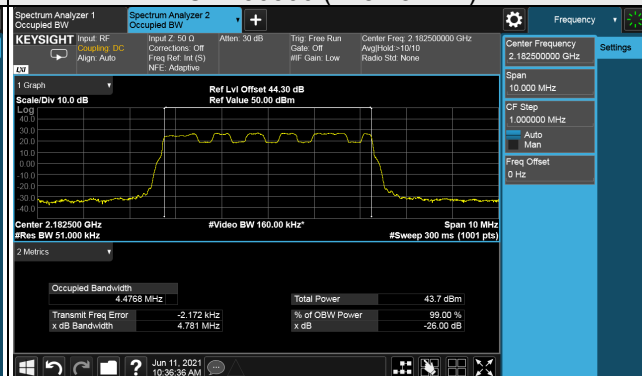 Spectrum Analyzer 1
Occupied BW
Spectrum Analyzer 2
Occupied BW
Frequency
KEYSIGHT
Input: RF
Coupling: DC
Align: Auto
Input Z: 50 Ω
Corrections: Off
Freq Ref: Int (S)
NFE: Adaptive
Atten: 30 dB
Trig: Free Run
Gate: Off
#IF Gain: Low
Center Freq: 2.182500000 GHz
Avg|Hold:>10/10
Radio Std: None
LXI
Center Frequency
2.182500000 GHz
Settings
Span
10.000 MHz
CF Step
1.000000 MHz
Auto
Man
Freq Offset
0 Hz
1 Graph
Scale/Div 10.0 dB
Ref Lvl Offset 44.30 dB
Ref Value 50.00 dBm
Log
40.0
30.0
20.0
10.0
0.00
-10.0
-20.0
-30.0
-40.0
Center 2.182500 GHz
#Res BW 51.000 kHz
#Video BW 160.00 kHz*
Span 10 MHz
#Sweep 300 ms (1001 pts)
2 Metrics
Occupied Bandwidth
4.4768 MHz
Total Power 43.7 dBm
Transmit Freq Error -2.172 kHz
% of OBW Power 99.00 %
x dB Bandwidth 4.781 MHz
x dB -26.00 dB
Jun 11, 2021
10:36:36 AM